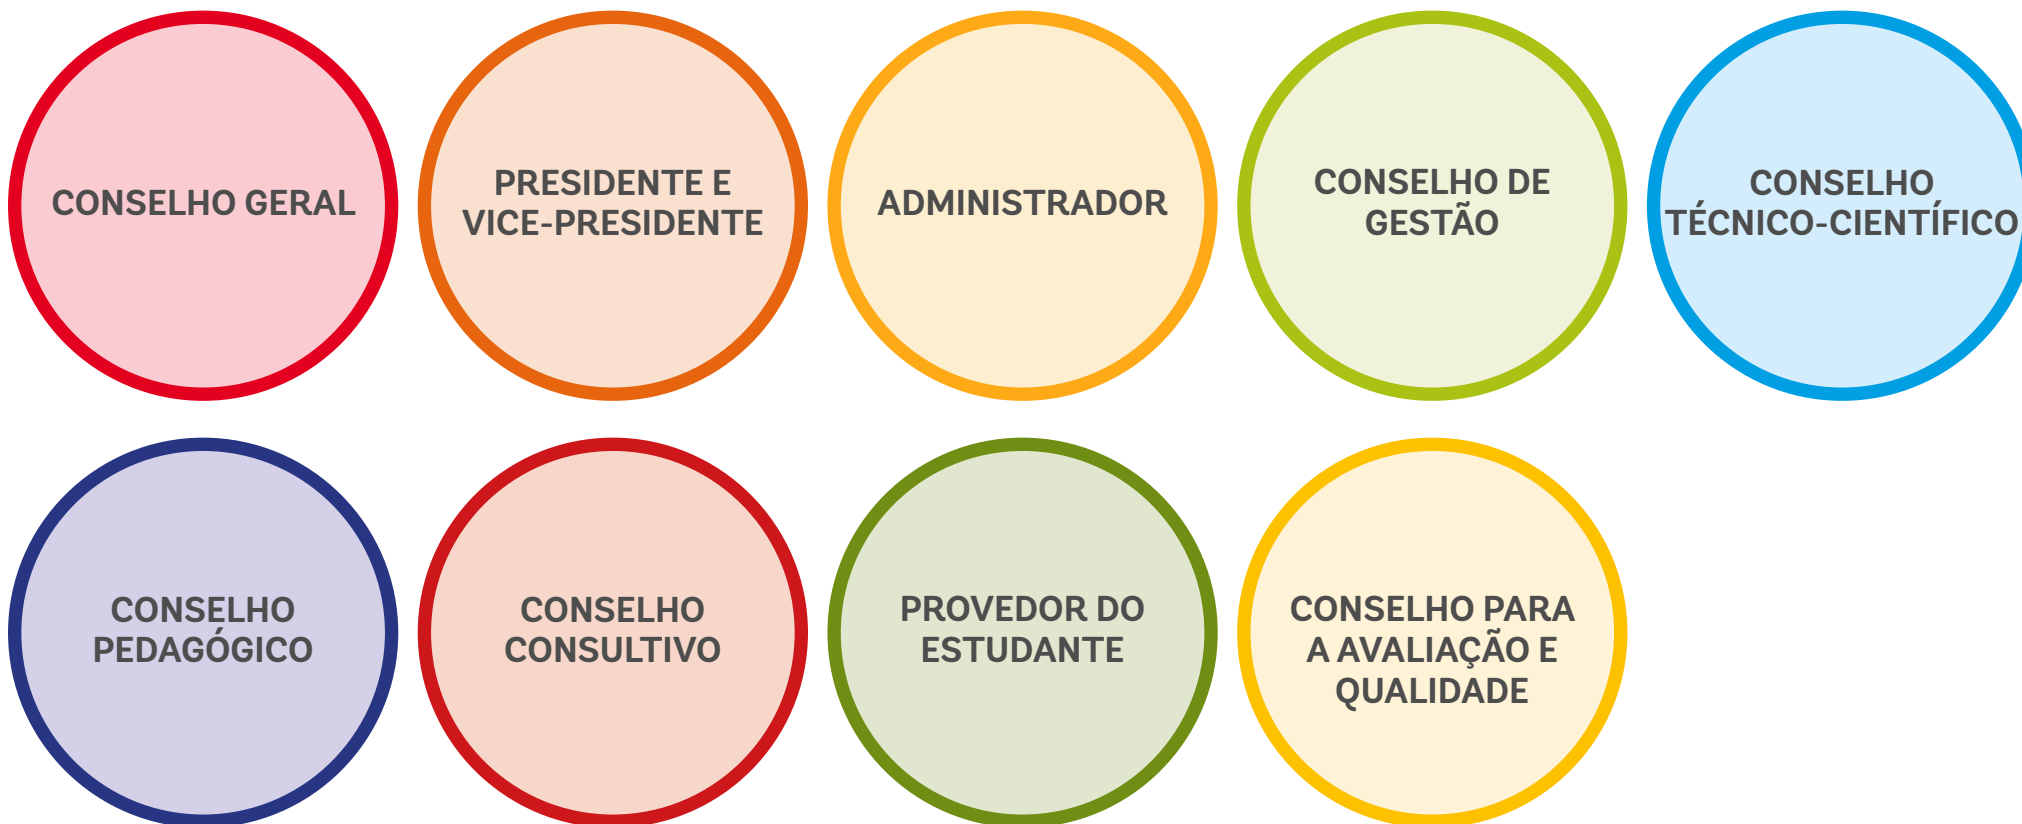 CONSELHO GERAL
PRESIDENTE E
VICE-PRESIDENTE
ADMINISTRADOR
CONSELHO DE
GESTÃO
CONSELHO
TÉCNICO-CIENTÍFICO
CONSELHO
PEDAGÓGICO
CONSELHO
CONSULTIVO
PROVEDOR DO
ESTUDANTE
CONSELHO PARA
A AVALIAÇÃO E
QUALIDADE